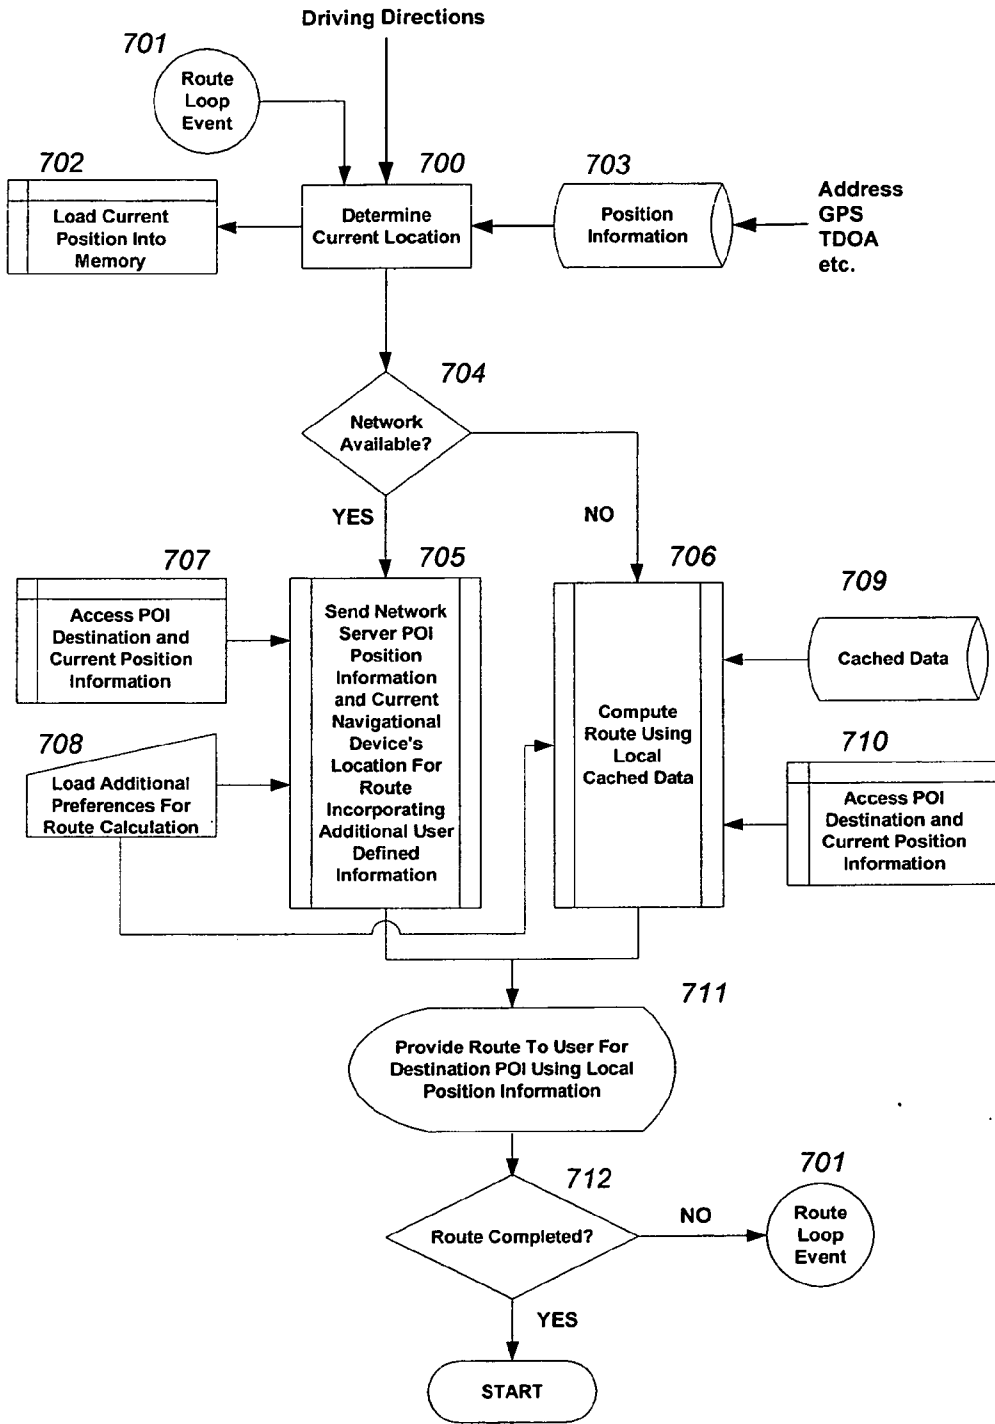 Driving Directions
701
Route
Loop
Event
702
Load Current
Position Into
Memory
700
Determine
Current Location
703
Position
Information
Address
GPS
TDOA
etc.
704
Network
Available?
YES
NO
707
Access POI
Destination and
Current Position
Information
705
Send Network
Server POI
Position
Information
and Current
Navigational
Device's
Location For
Route
Incorporating
Additional User
Defined
Information
706
Compute
Route Using
Local
Cached Data
709
Cached Data
708
Load Additional
Preferences For
Route Calculation
710
Access POI
Destination and
Current Position
Information
711
Provide Route To User For
Destination POI Using Local
Position Information
712
Route Completed?
NO
701
Route
Loop
Event
YES
START